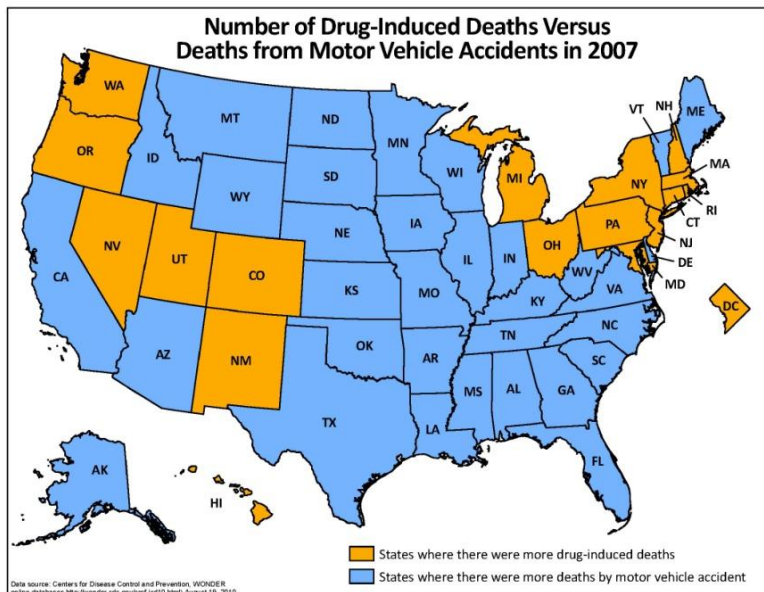 Number of Drug-Induced Deaths Versus
Deaths from Motor Vehicle Accidents in 2007
WA
OR
CA
NV
ID
MT
WY
UT
CO
AZ
NM
ND
SD
NE
KS
OK
TX
MN
IA
MO
AR
LA
WI
IL
MI
IN
OH
KY
TN
MS
AL
GA
FL
SC
NC
VA
WV
PA
NY
VT
NH
ME
MA
RI
CT
NJ
DE
MD
DC
AK
HI
States where there were more drug-induced deaths
States where there were more deaths by motor vehicle accident
Data source: Centers for Disease Control and Prevention, WONDER
online databases